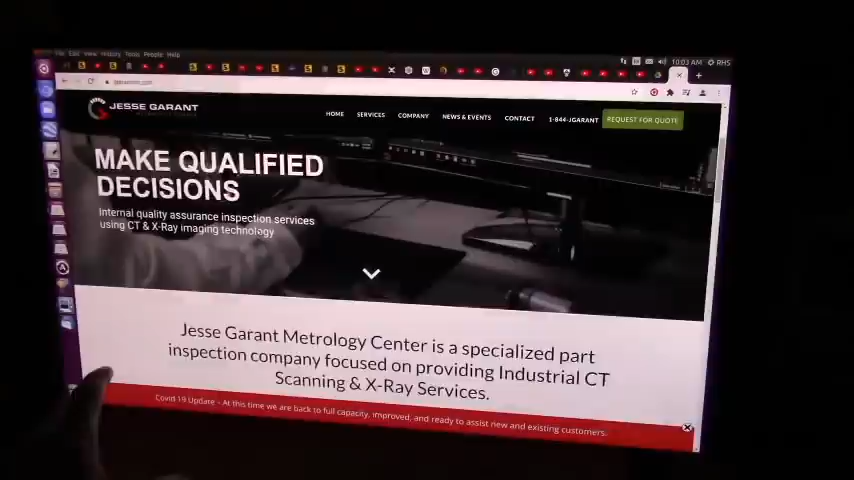 File Edit View History Tools People Help
10:03 AM RHS
JESSE GARANT
HOME SERVICES COMPANY NEWS & EVENTS CONTACT 1-844-JGARANT REQUEST FOR QUOTE
MAKE QUALIFIED
DECISIONS
Internal quality assurance inspection services
using CT & X-Ray imaging technology
Jesse Garant Metrology Center is a specialized part
inspection company focused on providing Industrial CT
Scanning & X-Ray Services.
Covid 19 Update - At this time we are back to full capacity, improved, and ready to assist new and existing customers.